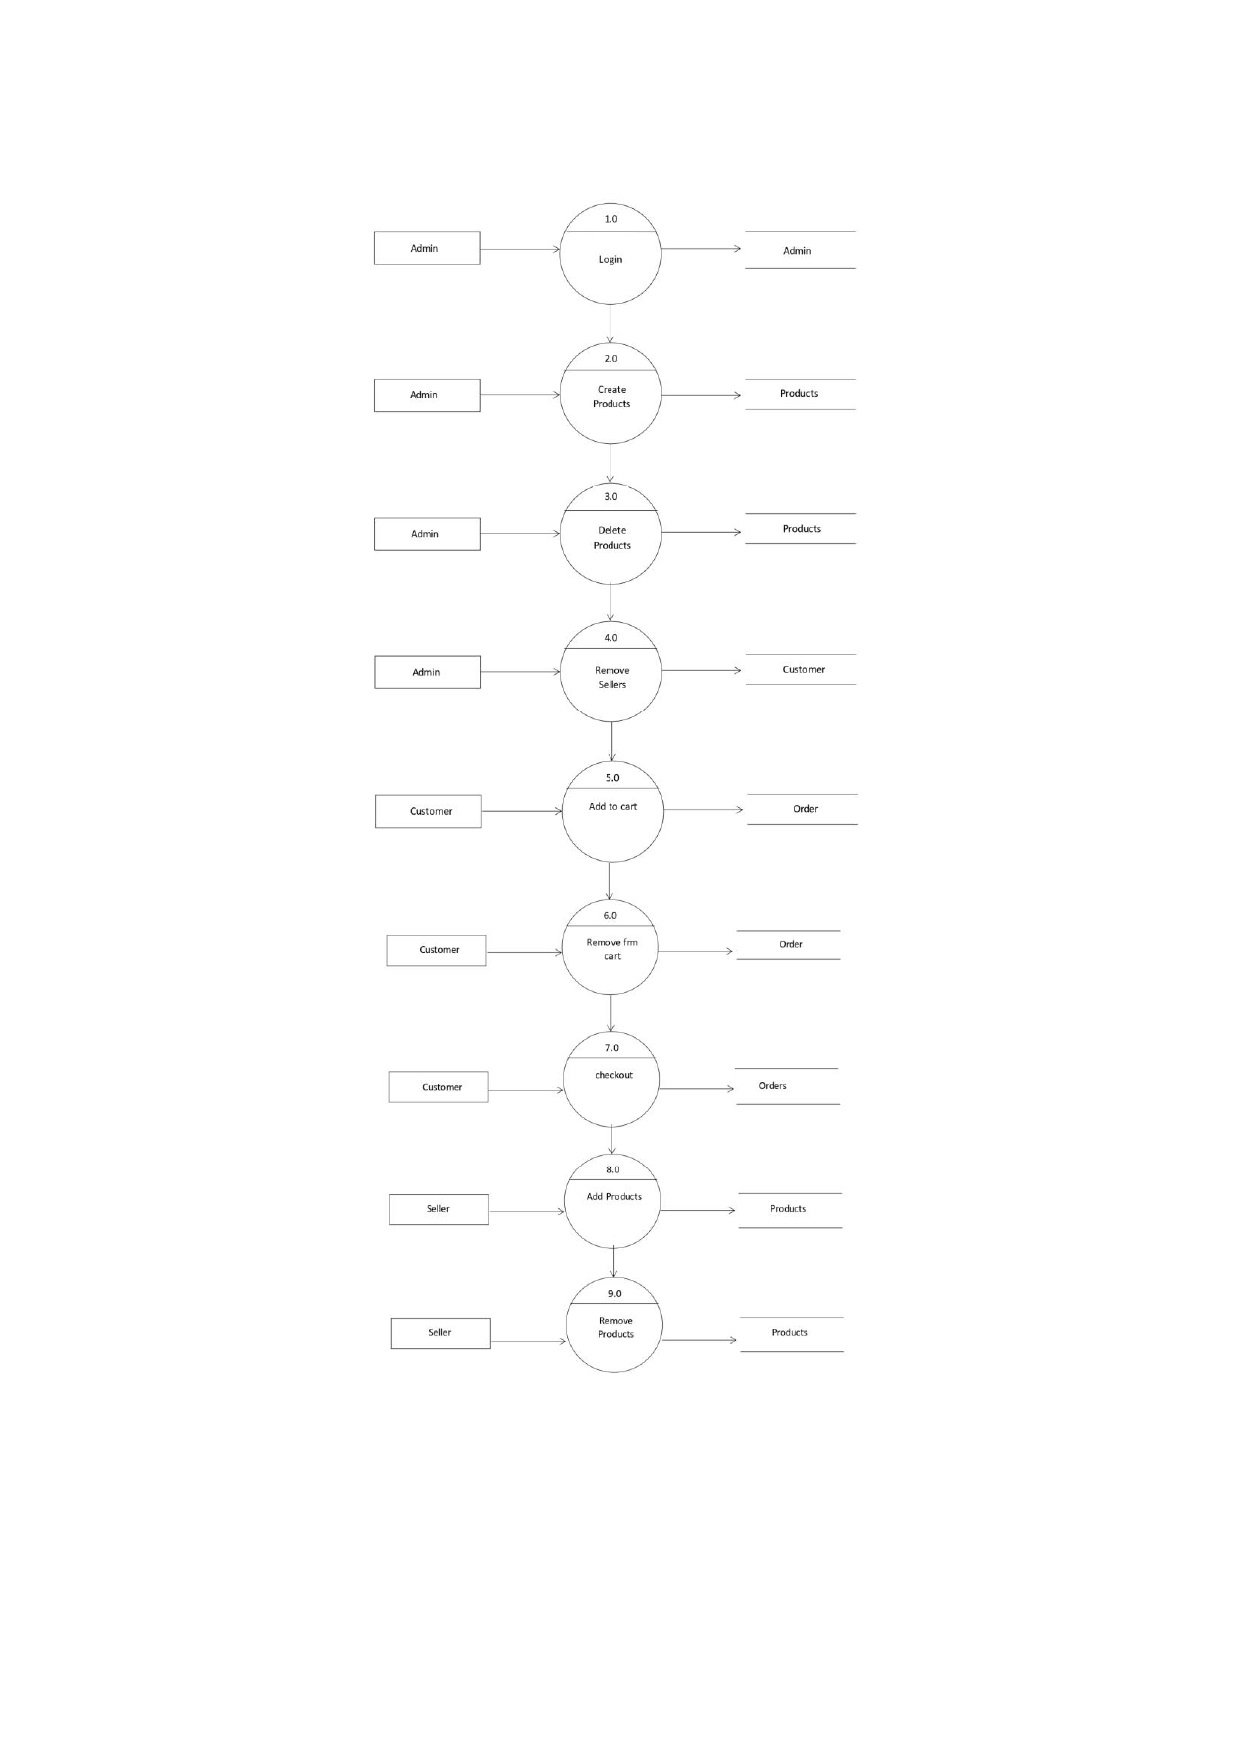 1.0
Admin
Login
Admin
2.0
Admin
Create
Products
Products
3.0
Admin
Delete
Products
Products
4.0
Admin
Remove
Sellers
Customer
5.0
Customer
Add to cart
Order
6.0
Customer
Remove frm
cart
Order
7.0
Customer
checkout
Orders
8.0
Seller
Add Products
Products
9.0
Seller
Remove
Products
Products